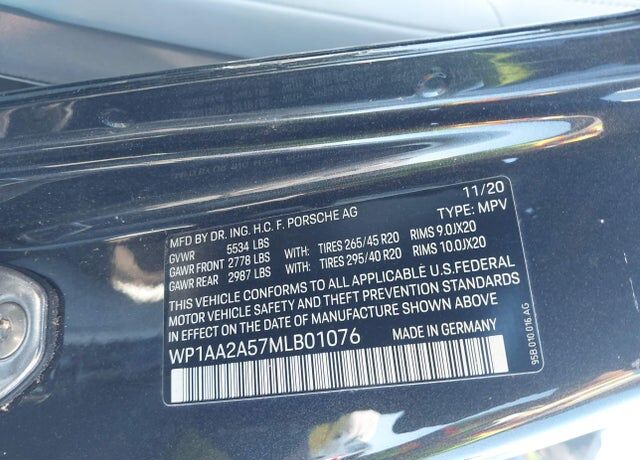 11/20
MFD BY DR. ING. H.C. F. PORSCHE AG TYPE: MPV
GVWR 5534 LBS
GAWR FRONT 2778 LBS WITH: TIRES 265/45 R20 RIMS 9.0JX20
GAWR REAR 2987 LBS WITH: TIRES 295/40 R20 RIMS 10.0JX20
THIS VEHICLE CONFORMS TO ALL APPLICABLE U.S.FEDERAL
MOTOR VEHICLE SAFETY AND THEFT PREVENTION STANDARDS
IN EFFECT ON THE DATE OF MANUFACTURE SHOWN ABOVE
WP1AA2A57MLB01076 MADE IN GERMANY
95B.010.016.AG